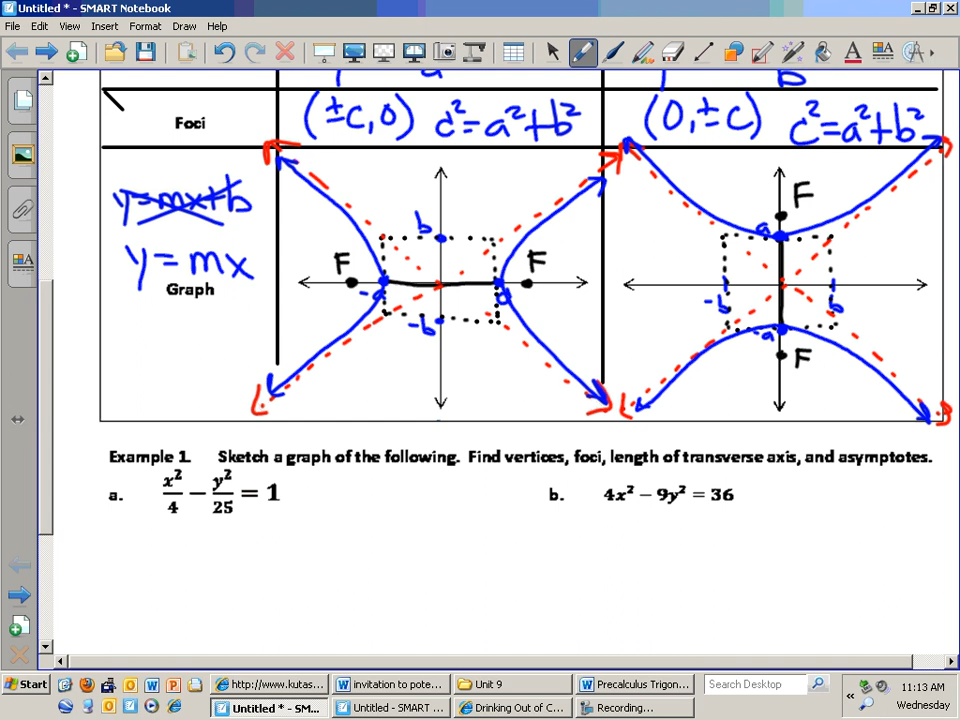 Untitled * - SMART Notebook
File Edit View Insert Format Draw Help
a b
Foci (±c,0) c²=a²+b² (0,±c) c²=a²+b²
y=mx+b
y=mx
Graph
F F b -b -a a
F F a -a -b b
Example 1. Sketch a graph of the following. Find vertices, foci, length of transverse axis, and asymptotes.
a. x²/4 − y²/25 = 1 b. 4x² − 9y² = 36
Start http://www.kutas... invitation to pote... Unit 9 Precalculus Trigon... Search Desktop 11:13 AM
Untitled * - SM... Untitled - SMART ... Drinking Out of C... Recording... Wednesday